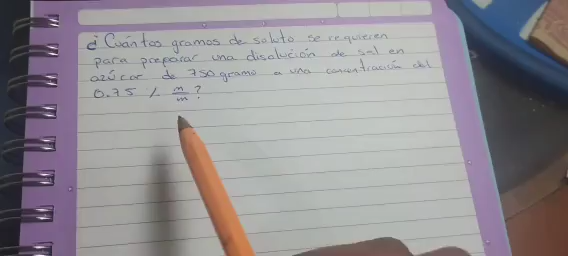 ¿Cuántos gramos de soluto se requieren
para preparar una disolución de sal en
azúcar de 750 gramo a una concentración del
0.75 / m/m?